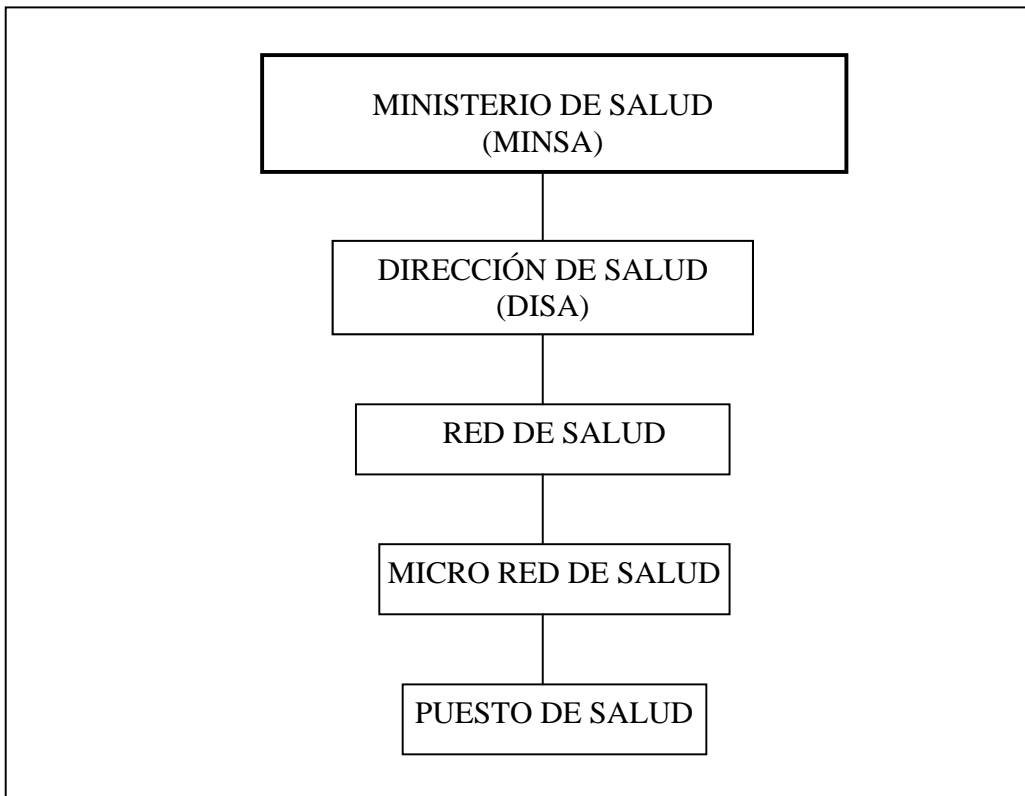 MINISTERIO DE SALUD
(MINSA)
DIRECCIÓN DE SALUD
(DISA)
RED DE SALUD
MICRO RED DE SALUD
PUESTO DE SALUD